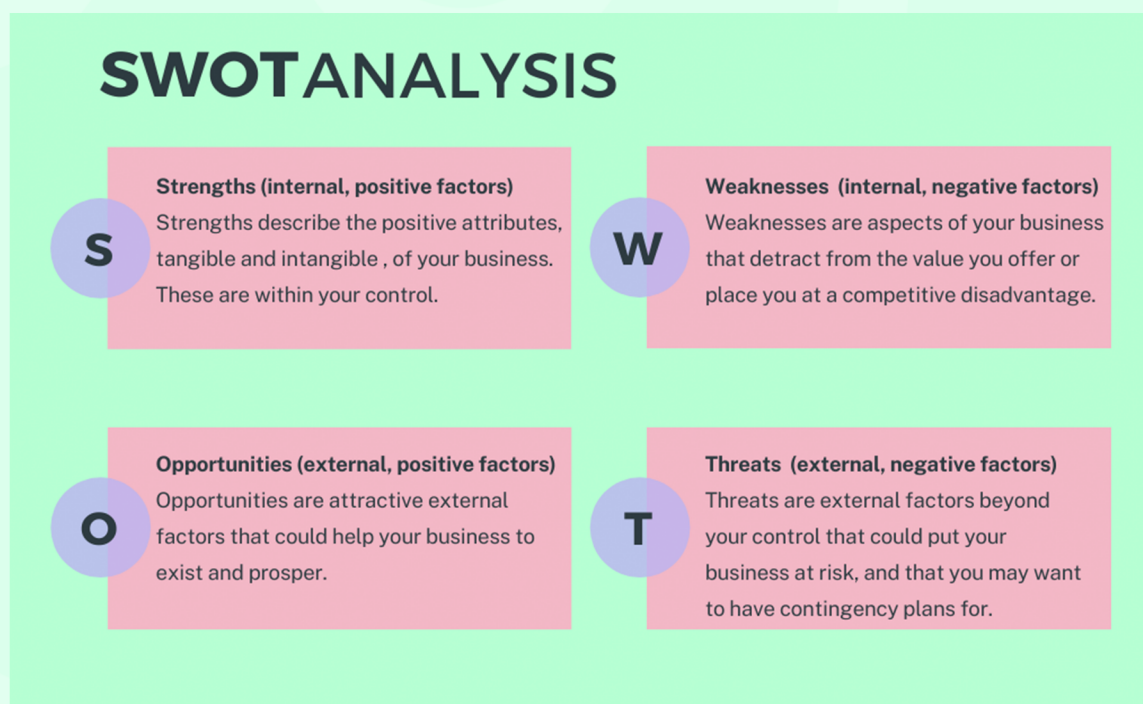 SWOT ANALYSIS
S
Strengths (internal, positive factors)
Strengths describe the positive attributes,
tangible and intangible , of your business.
These are within your control.
W
Weaknesses  (internal, negative factors)
Weaknesses are aspects of your business
that detract from the value you offer or
place you at a competitive disadvantage.
O
Opportunities (external, positive factors)
Opportunities are attractive external
factors that could help your business to
exist and prosper.
T
Threats  (external, negative factors)
Threats are external factors beyond
your control that could put your
business at risk, and that you may want
to have contingency plans for.